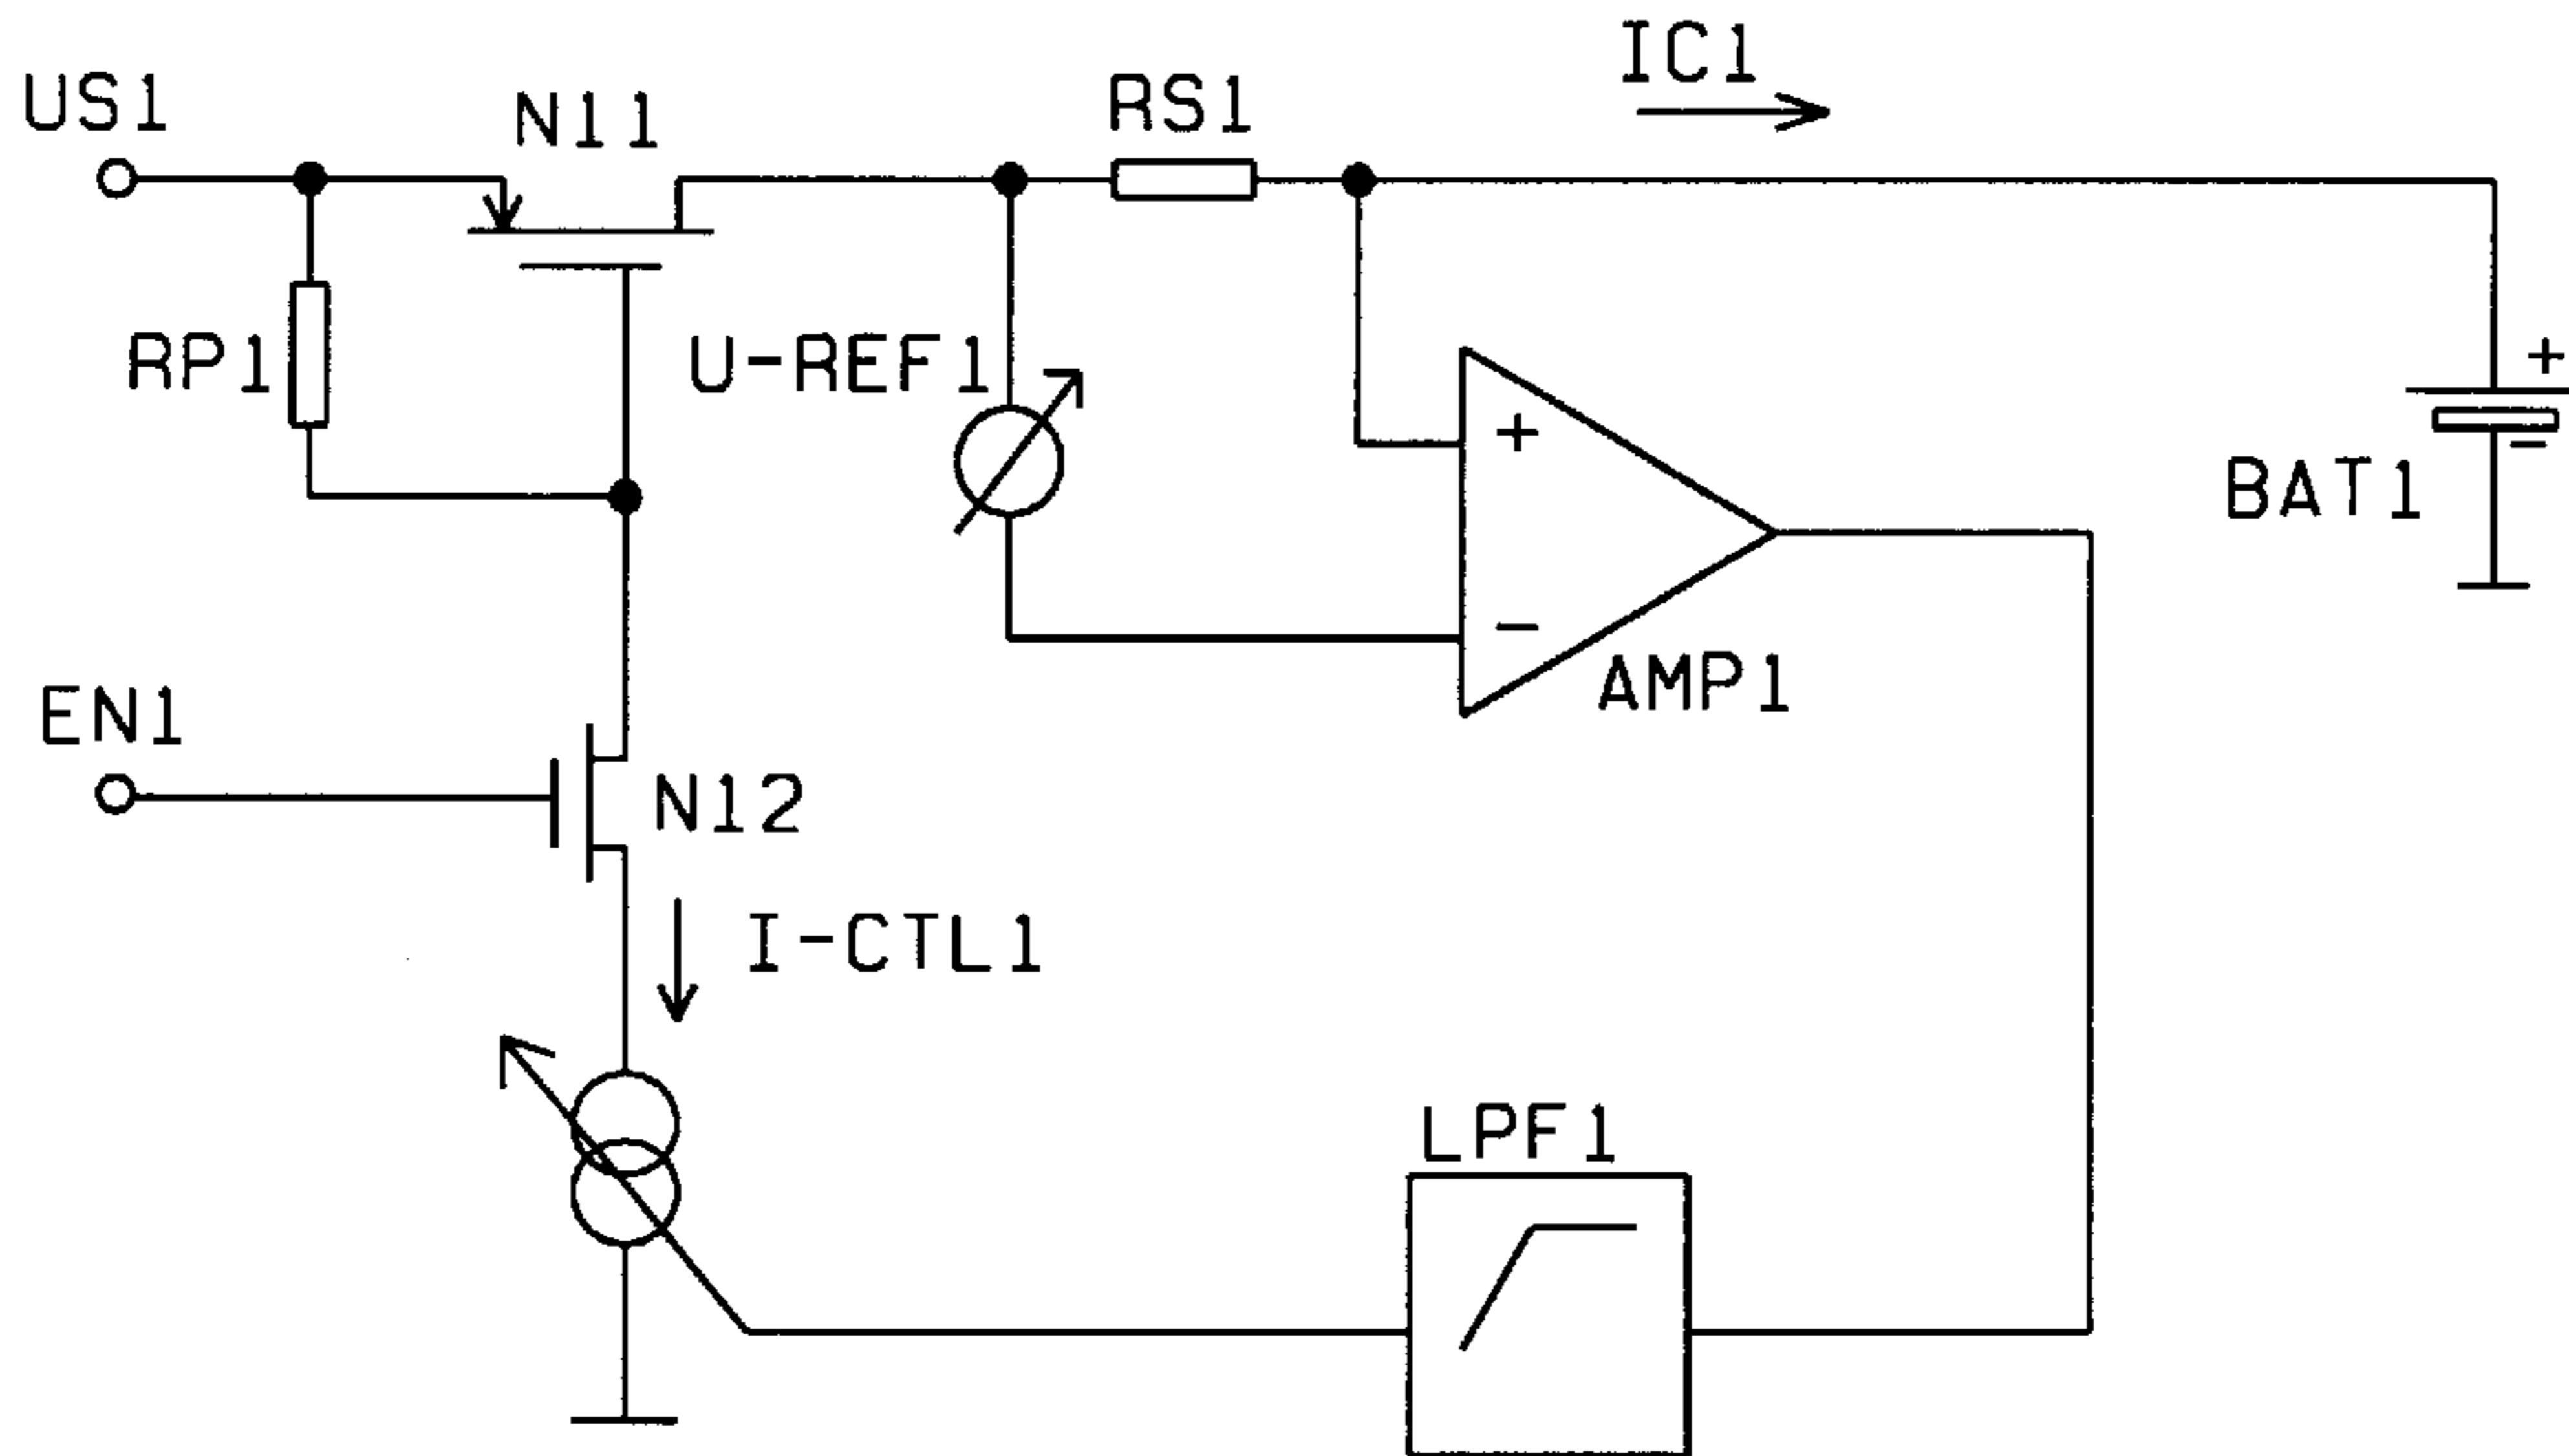 IC1
US1
N11
RS1
RP1
U-REF1
+
-
BAT1
+
-
AMP1
EN1
N12
I-CTL1
LPF1